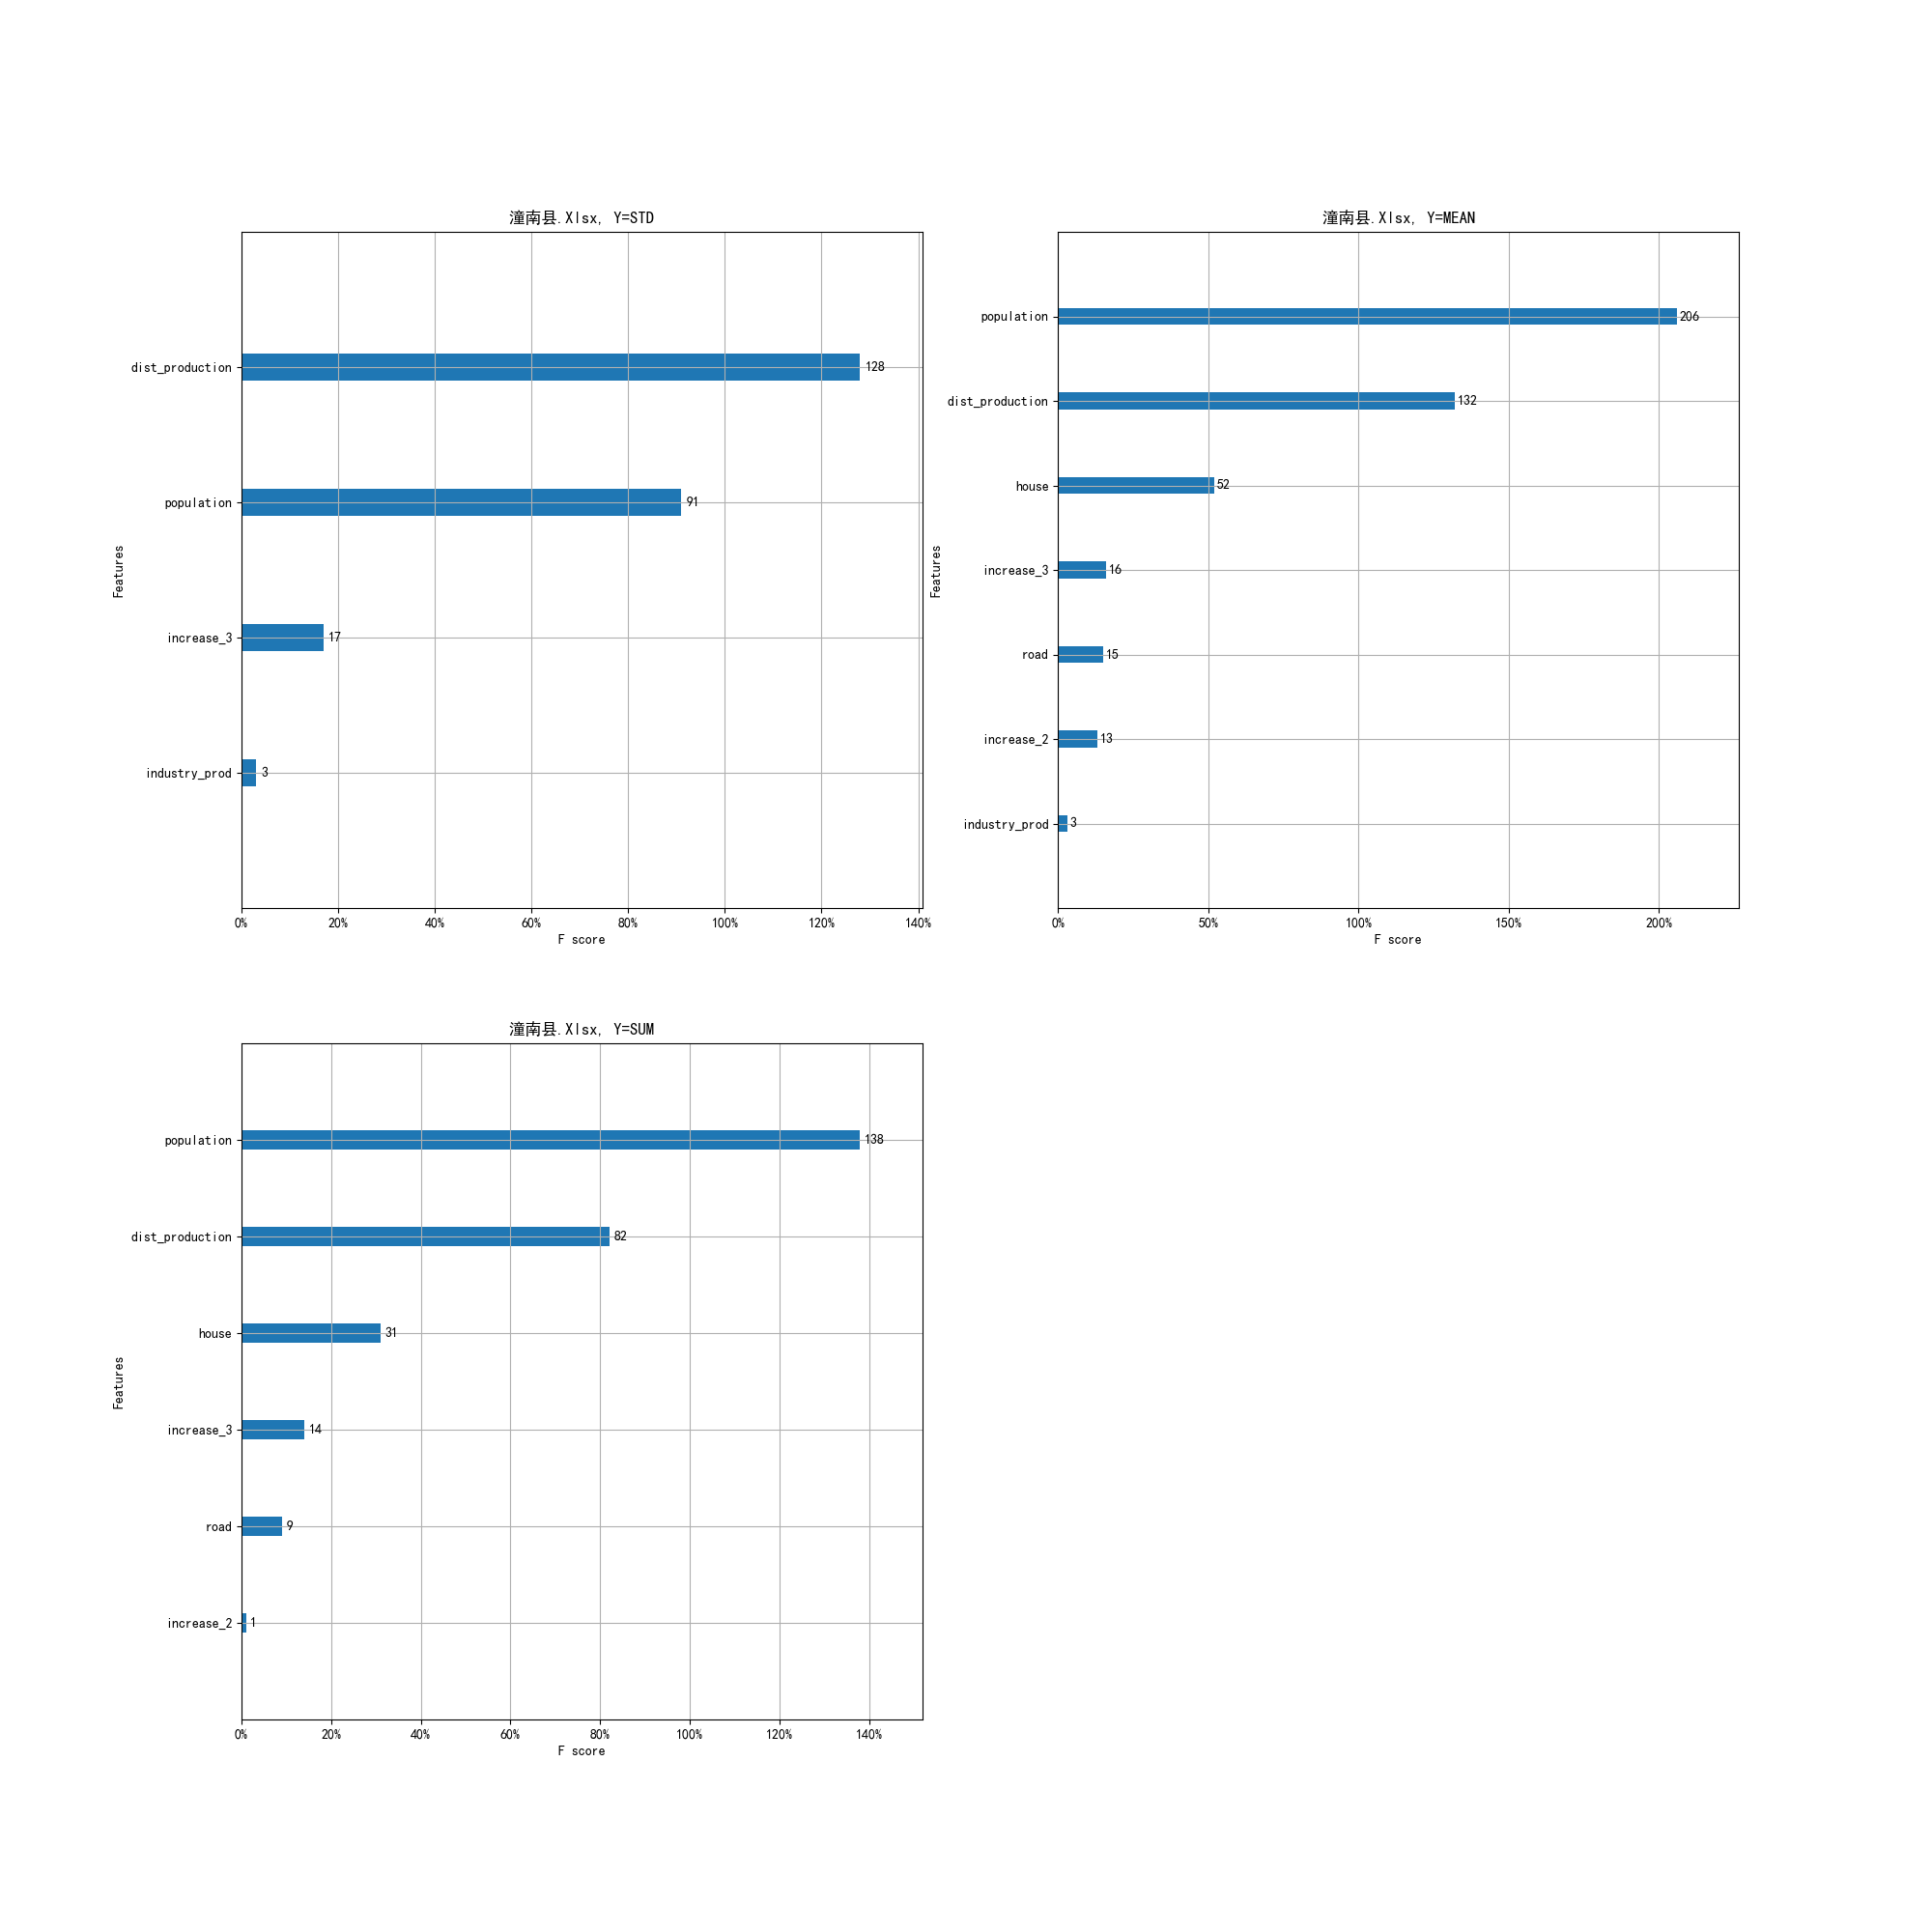 潼南县.Xlsx, Y=STD
dist_production
128
population
91
increase_3
17
industry_prod
3
Features
0% 20% 40% 60% 80% 100% 120% 140%
F score
潼南县.Xlsx, Y=MEAN
population
206
dist_production
132
house
52
increase_3
16
road
15
increase_2
13
industry_prod
3
Features
0% 50% 100% 150% 200%
F score
潼南县.Xlsx, Y=SUM
population
138
dist_production
82
house
31
increase_3
14
road
9
increase_2
1
Features
0% 20% 40% 60% 80% 100% 120% 140%
F score